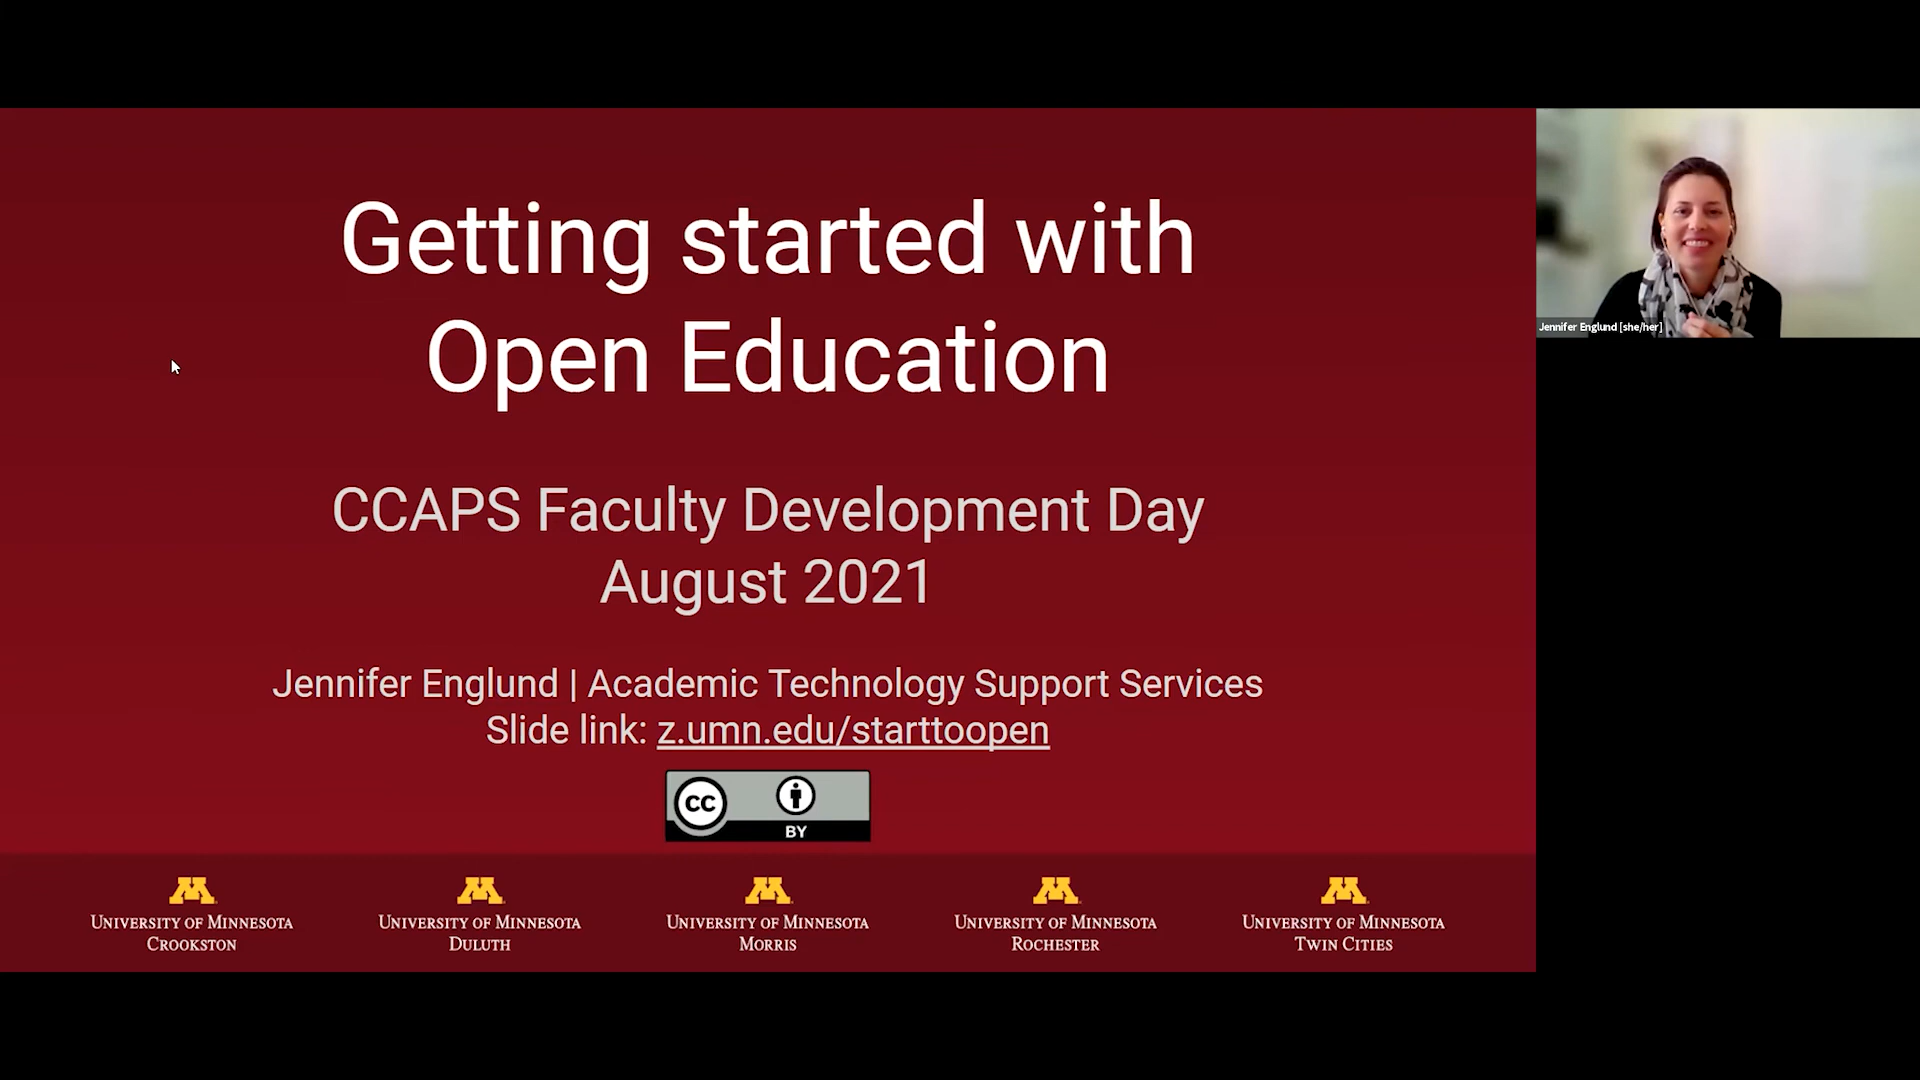 Getting started with
Open Education
CCAPS Faculty Development Day
August 2021
Jennifer Englund | Academic Technology Support Services
Slide link: z.umn.edu/starttoopen
cc
BY
M
UNIVERSITY OF MINNESOTA
CROOKSTON
M
UNIVERSITY OF MINNESOTA
DULUTH
M
UNIVERSITY OF MINNESOTA
MORRIS
M
UNIVERSITY OF MINNESOTA
ROCHESTER
M
UNIVERSITY OF MINNESOTA
TWIN CITIES
Jennifer Englund [she/her]